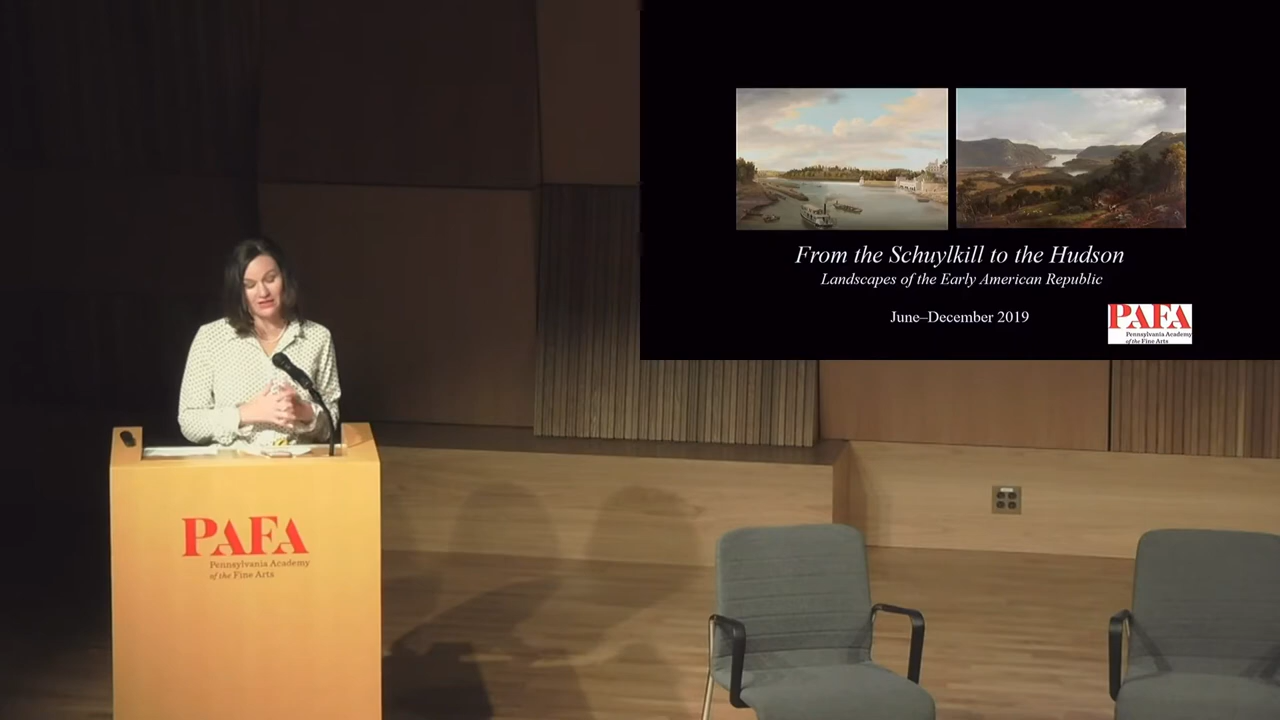 From the Schuylkill to the Hudson
Landscapes of the Early American Republic
June–December 2019
PAFA
Pennsylvania Academy
of the Fine Arts
PAFA
Pennsylvania Academy
of the Fine Arts